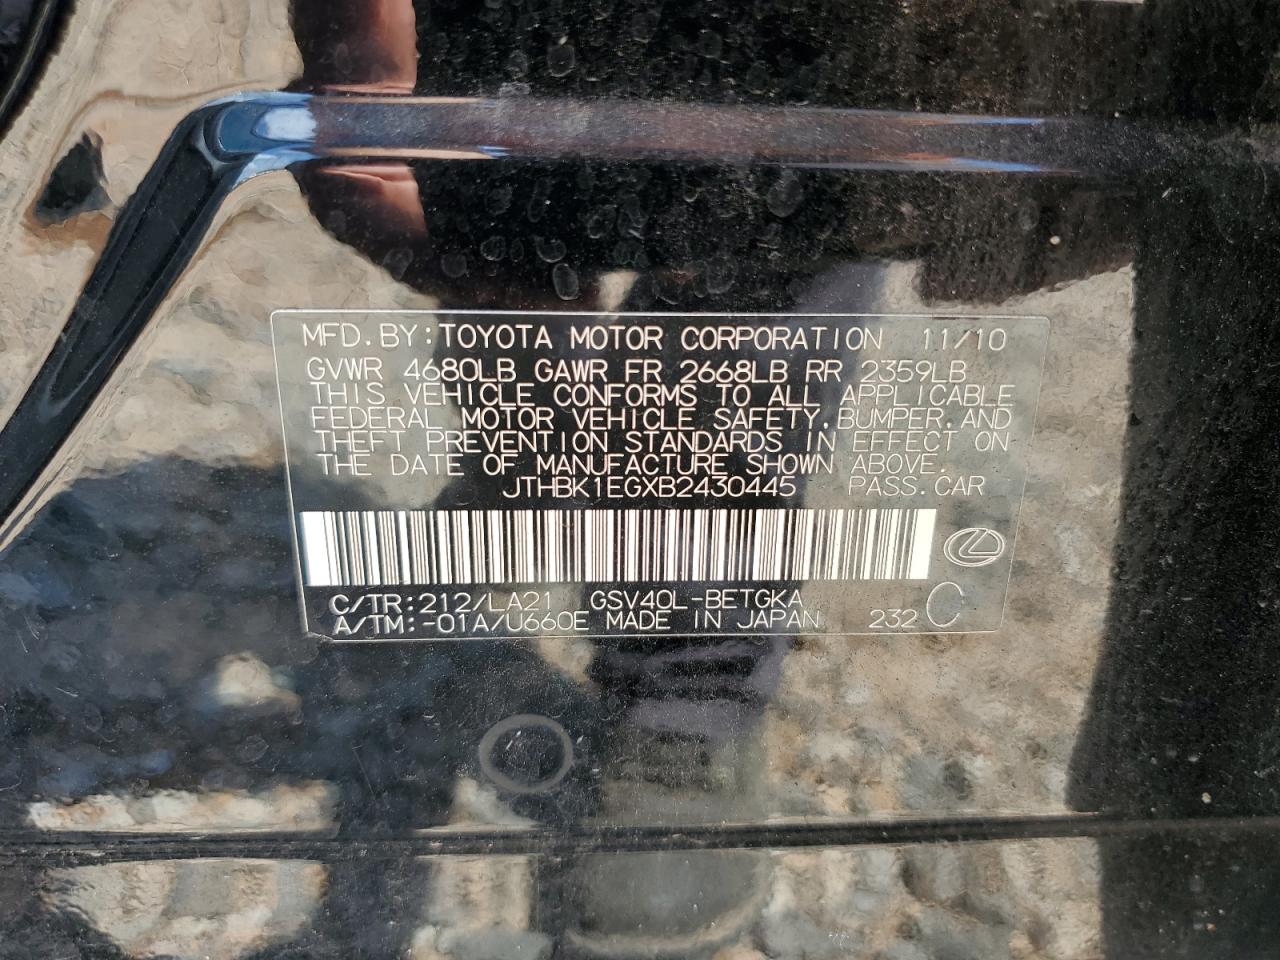 MFD.BY:TOYOTA MOTOR CORPORATION 11/10
GVWR 4680LB GAWR FR 2668LB RR 2359LB
THIS VEHICLE CONFORMS TO ALL APPLICABLE
FEDERAL MOTOR VEHICLE SAFETY,BUMPER,AND
THEFT PREVENTION STANDARDS IN EFFECT ON
THE DATE OF MANUFACTURE SHOWN ABOVE.
JTHBK1EGXB2430445 PASS.CAR
C/TR:212/LA21 GSV40L-BETGKA
A/TM:-01A/U660E MADE IN JAPAN 232 C